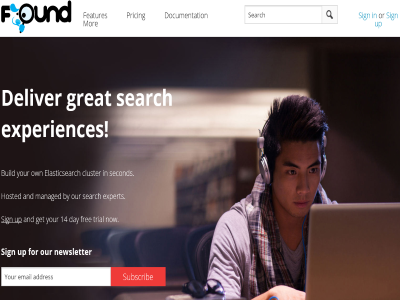 Found
Features
Pricing
Documentation
More
Search
Sign in or Sign up
Deliver great search
experiences!
Build your own Elasticsearch cluster in seconds.
Hosted and managed by our search experts.
Sign up and get your 14 day free trial now.
Sign up for our newsletter
Your email address
Subscribe